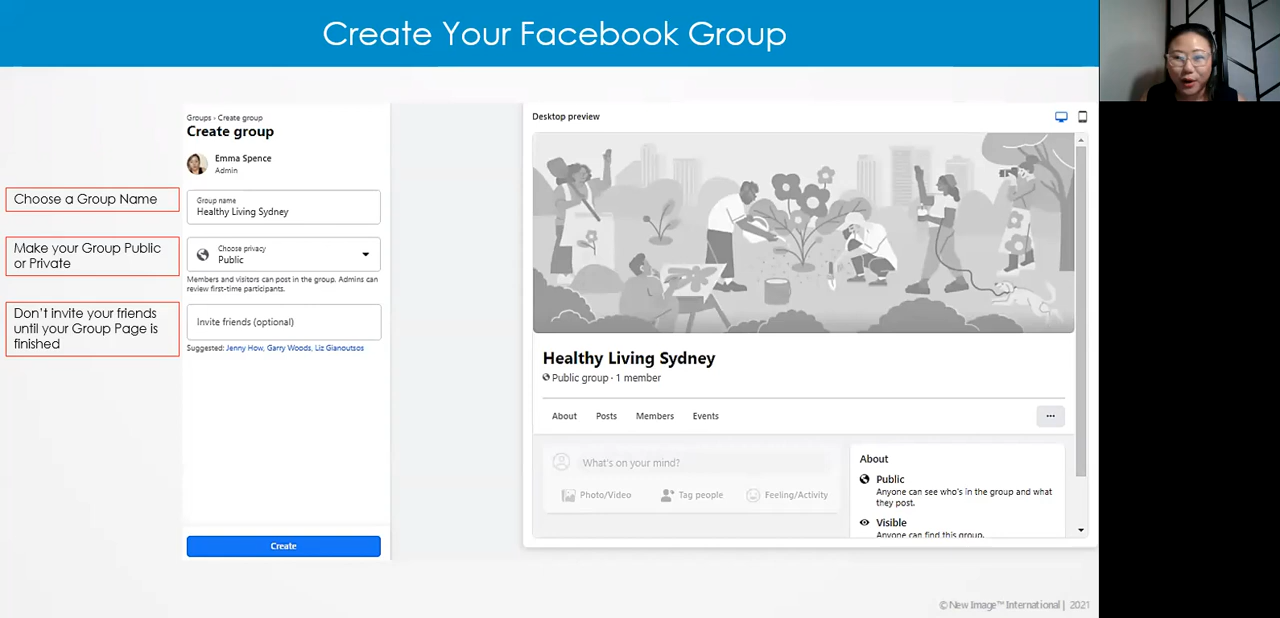 Create Your Facebook Group
Groups › Create group
Create group
Emma Spence
Admin
Choose a Group Name
Group name
Healthy Living Sydney
Make your Group Public
or Private
Choose privacy
Public
Members and visitors can post in the group. Admins can
review first-time participants.
Don't invite your friends
until your Group Page is
finished
Invite friends (optional)
Suggested: Jenny How, Garry Woods, Liz Gianoutsos
Create
Desktop preview
Healthy Living Sydney
Public group · 1 member
About Posts Members Events
What's on your mind?
Photo/Video Tag people Feeling/Activity
About
Public
Anyone can see who's in the group and what
they post.
Visible
Anyone can find this group.
© New Image™ International | 2021